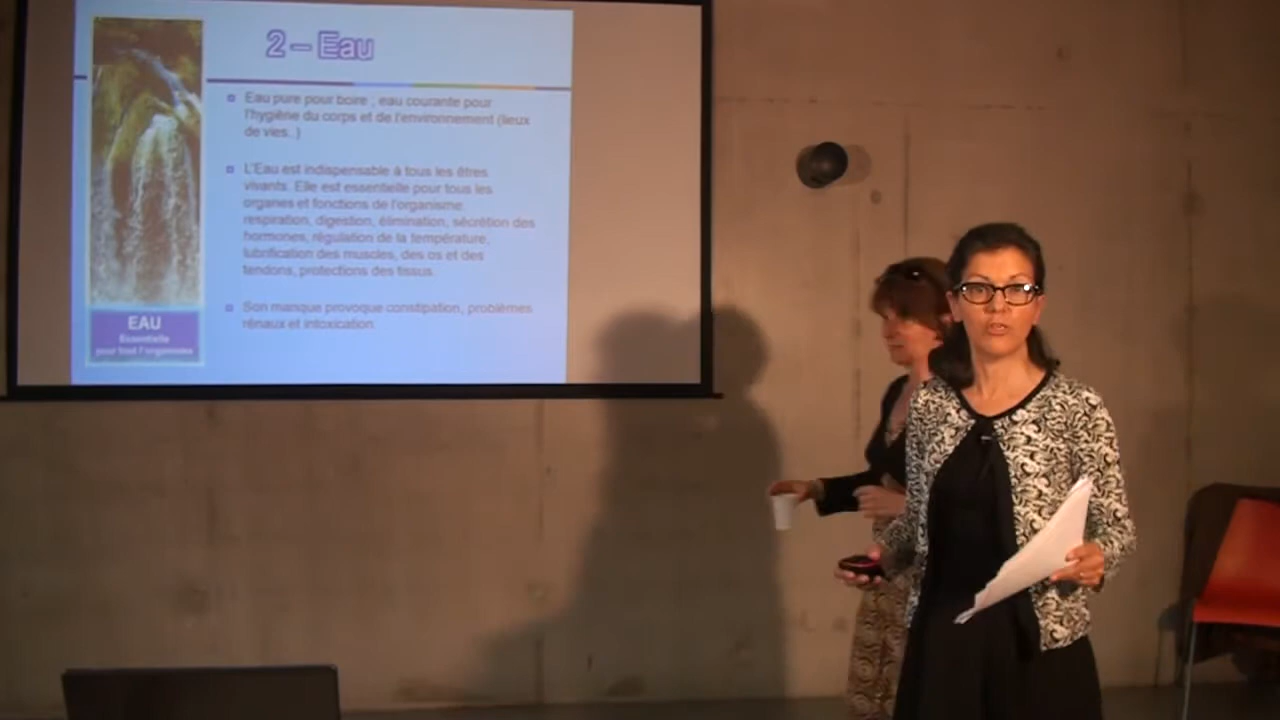 2 – Eau
Eau pure pour boire ; eau courante pour
l'hygiène du corps et de l'environnement (lieux
de vies..)
L'Eau est indispensable à tous les êtres
vivants. Elle est essentielle pour tous les
organes et fonctions de l'organisme,
respiration, digestion, élimination, sécrétion des
hormones, régulation de la température,
lubrification des muscles, des os et des
tendons, protections des tissus.
Son manque provoque constipation, problèmes
rénaux et intoxication.
EAU
Essentielle
pour tout l'organisme